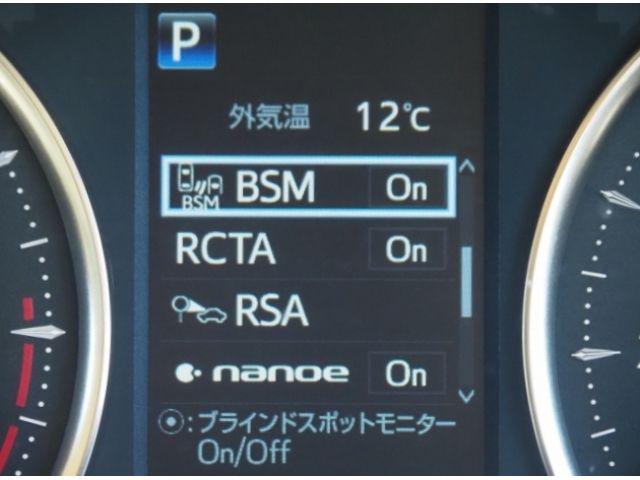 P
外気温 12℃
BSM BSM On
RCTA On
RSA
nanoe On
:ブラインドスポットモニター
On/Off